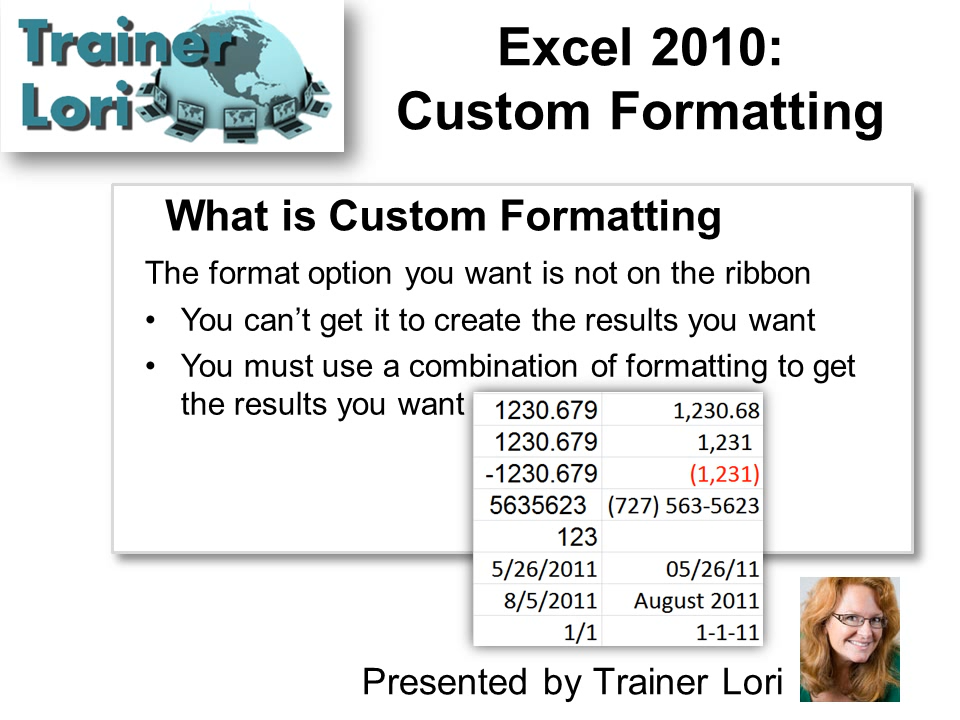 Trainer
Lori
Excel 2010:
Custom Formatting
What is Custom Formatting
The format option you want is not on the ribbon
• You can’t get it to create the results you want
• You must use a combination of formatting to get
the results you want
1230.679 1,230.68
1230.679 1,231
-1230.679 (1,231)
5635623 (727) 563-5623
123
5/26/2011 05/26/11
8/5/2011 August 2011
1/1 1-1-11
Presented by Trainer Lori